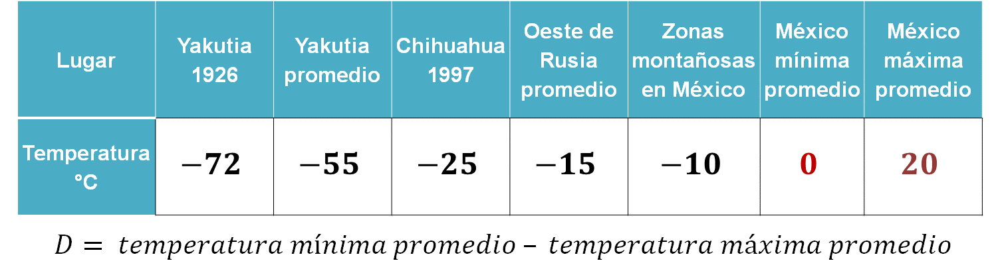 Lugar
Yakutia
1926
Yakutia
promedio
Chihuahua
1997
Oeste de
Rusia
promedio
Zonas
montañosas
en México
México
mínima
promedio
México
máxima
promedio
Temperatura
°C
−72
−55
−25
−15
−10
0
20
D = temperatura mínima promedio – temperatura máxima promedio